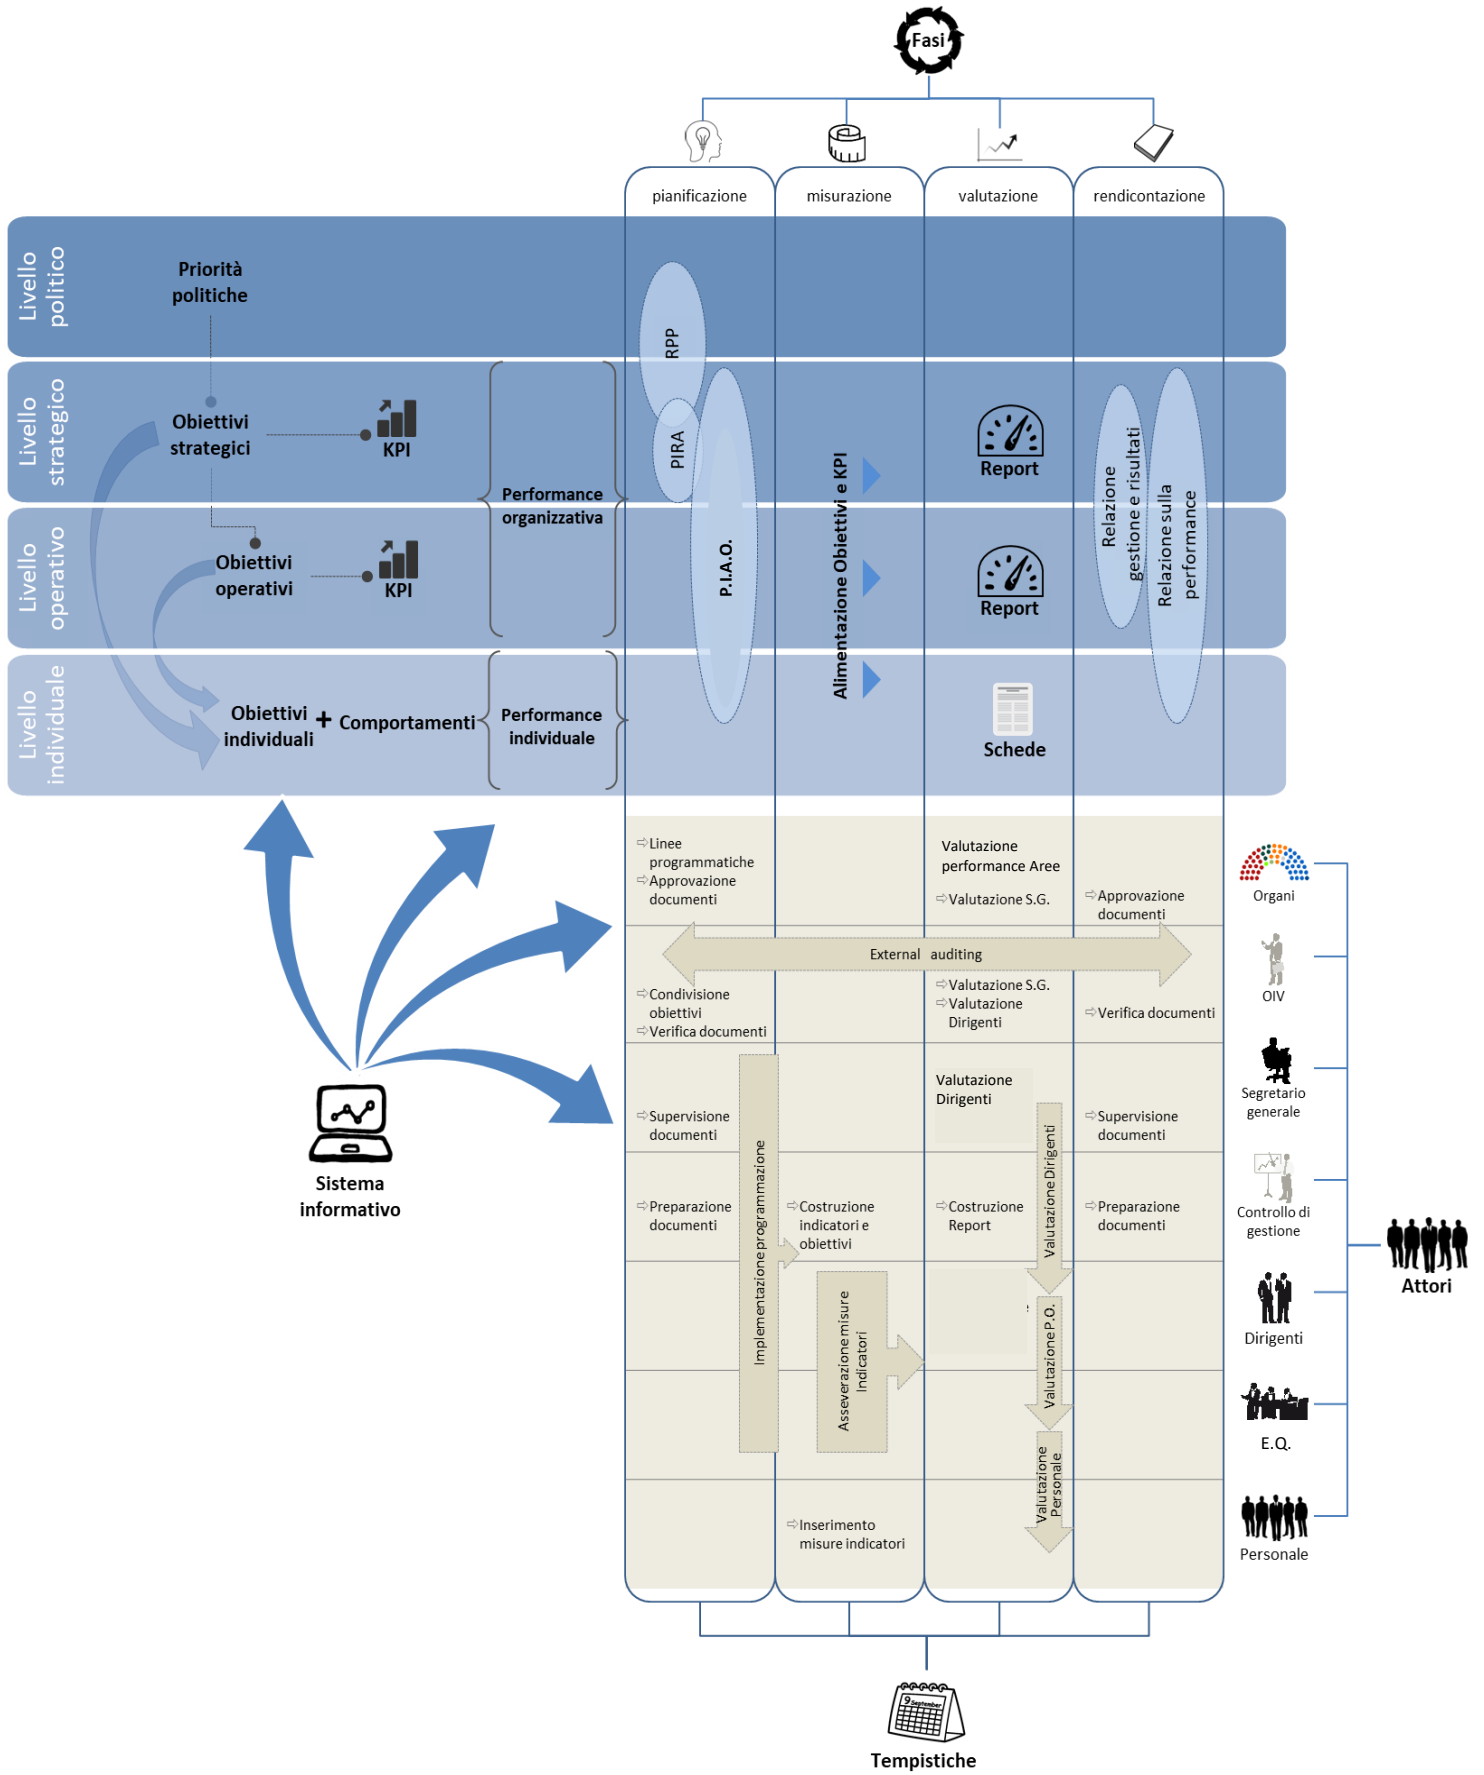 Fasi
pianificazione
misurazione
valutazione
rendicontazione
Livello
politico
Priorità
politiche
RPP
Livello
strategico
Obiettivi
strategici
KPI
PIRA
Report
Performance
organizzativa
P.I.A.O.
Alimentazione Obiettivi e KPI
Relazione
gestione e risultati
Relazione sulla
performance
Livello
operativo
Obiettivi
operativi
KPI
Report
Livello
individuale
Obiettivi
individuali
+
Comportamenti
Performance
individuale
Schede
Linee
programmatiche
Approvazione
documenti
Valutazione
performance Aree
Valutazione S.G.
Approvazione
documenti
Organi
External auditing
Condivisione
obiettivi
Verifica documenti
Valutazione S.G.
Valutazione
Dirigenti
Verifica documenti
OIV
Supervisione
documenti
Valutazione
Dirigenti
Supervisione
documenti
Segretario
generale
Implementazione programmazione
Valutazione Dirigenti
Preparazione
documenti
Costruzione
indicatori e
obiettivi
Costruzione
Report
Preparazione
documenti
Controllo di
gestione
Asseverazione misure
Indicatori
Valutazione P.O.
Dirigenti
E.Q.
Valutazione
Personale
Inserimento
misure indicatori
Personale
Attori
Sistema
informativo
9 September
Tempistiche